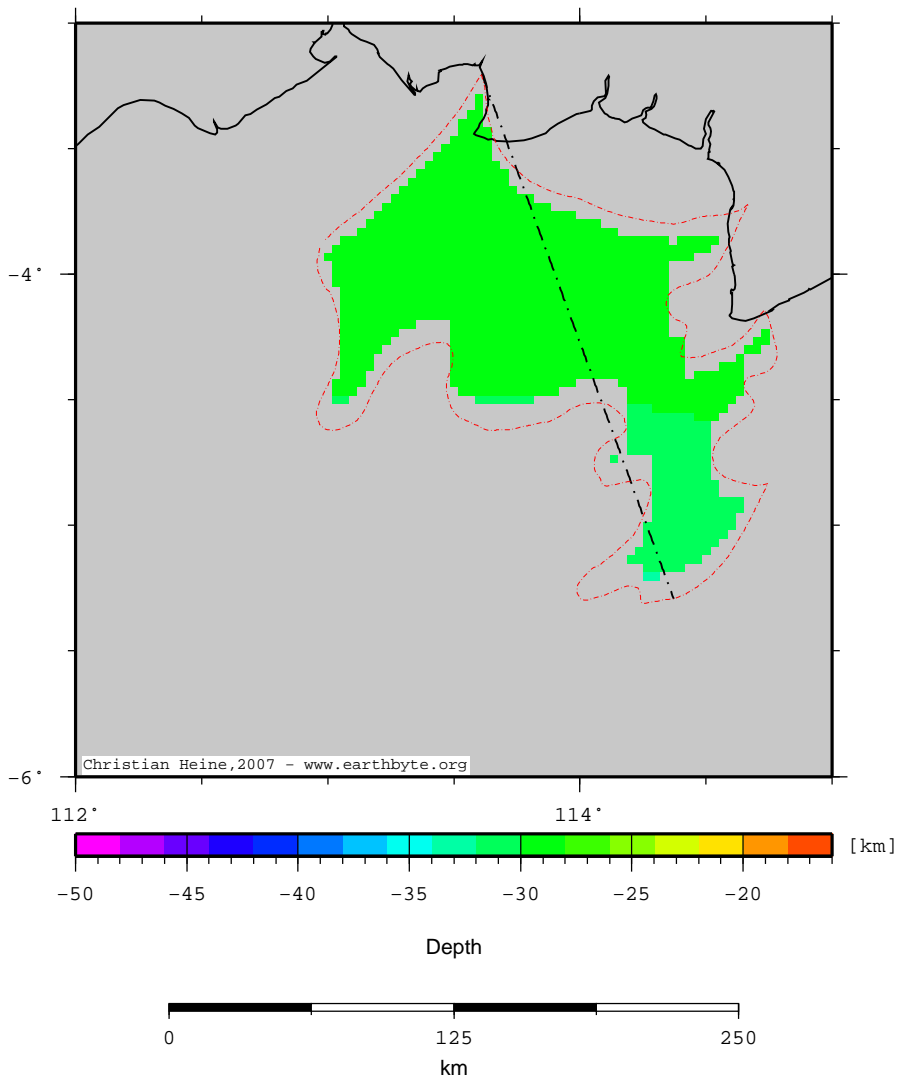 −4˚
Christian Heine,2007 − www.earthbyte.org
−6˚
112˚ 114˚
[km]
−50 −45 −40 −35 −30 −25 −20
Depth
0 125 250
km